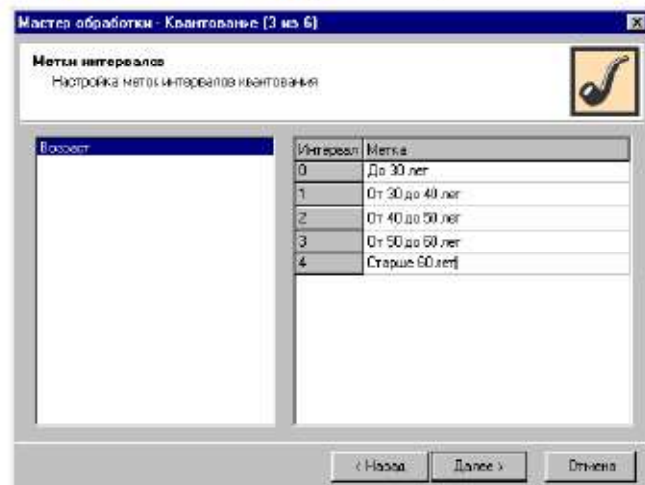 Мастер обработки - Квантование (3 из 6)
Метки интервалов
Настройка меток интервалов квантования
Возраст
Интервал Метка
0 До 30 лет
1 От 30 до 40 лет
2 От 40 до 50 лет
3 От 50 до 60 лет
4 Старше 60 лет
< Назад Далее > Отмена